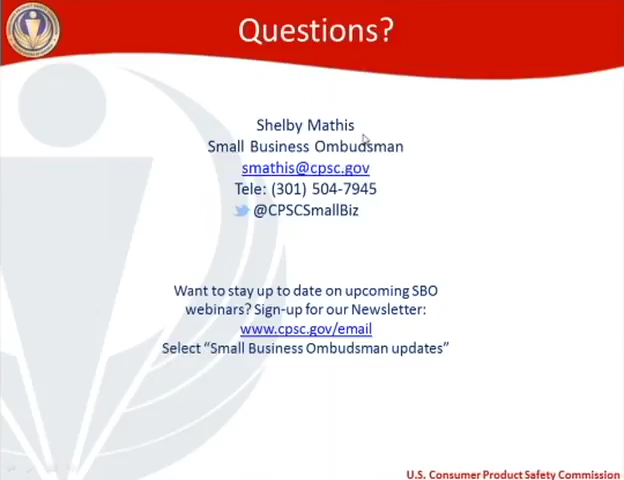 Questions?
Shelby Mathis
Small Business Ombudsman
smathis@cpsc.gov
Tele: (301) 504-7945
@CPSCSmallBiz
Want to stay up to date on upcoming SBO
webinars? Sign-up for our Newsletter:
www.cpsc.gov/email
Select “Small Business Ombudsman updates”
U.S. Consumer Product Safety Commission